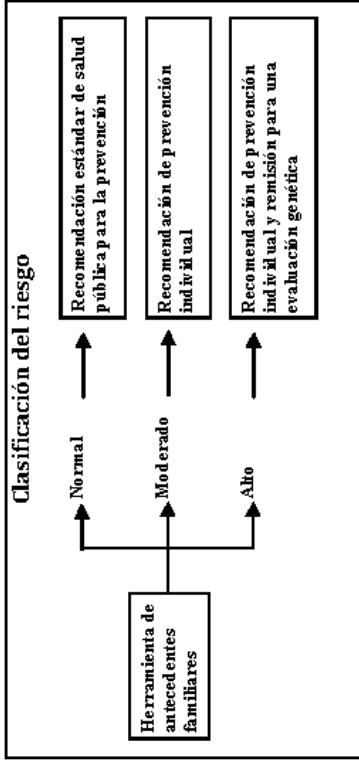 Clasificación del riesgo
Herramienta de
antecedentes
familiares
Normal
Recomendación estándar de salud
pública para la prevención
Moderado
Recomendación de prevención
individual
Alto
Recomendación de prevención
individual y remisión para una
evaluación genética